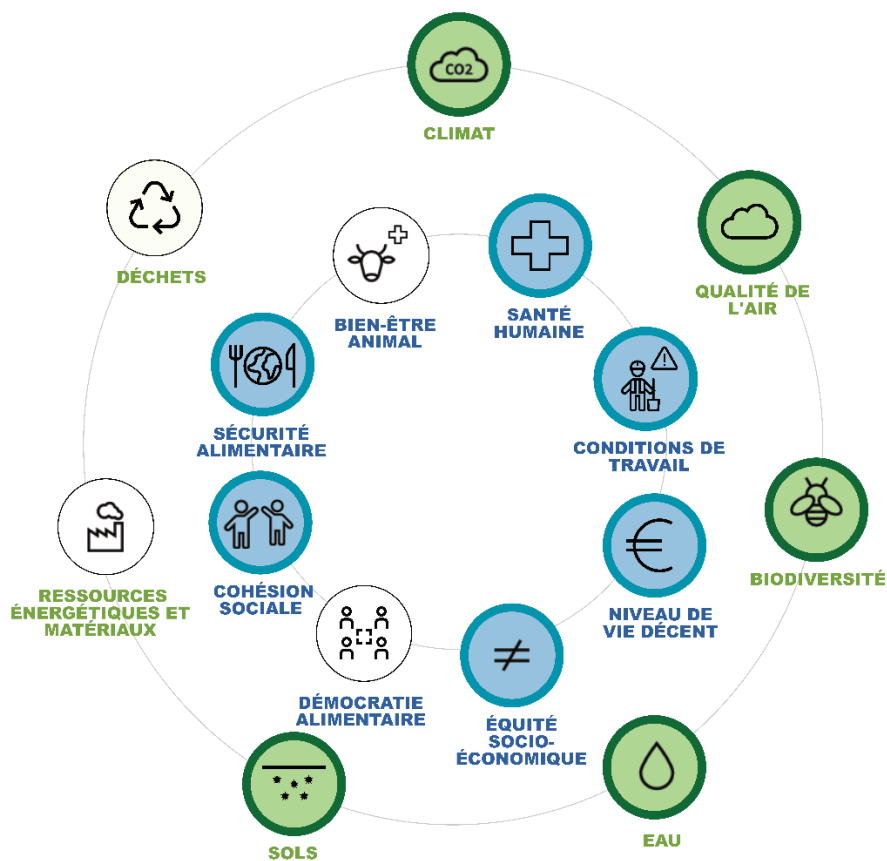 CO2
CLIMAT
DÉCHETS
QUALITÉ DE
L'AIR
BIEN-ÊTRE
ANIMAL
SANTÉ
HUMAINE
SÉCURITÉ
ALIMENTAIRE
CONDITIONS DE
TRAVAIL
BIODIVERSITÉ
RESSOURCES
ÉNERGÉTIQUES ET
MATÉRIAUX
COHÉSION
SOCIALE
€
NIVEAU DE
VIE DÉCENT
≠
DÉMOCRATIE
ALIMENTAIRE
ÉQUITÉ
SOCIO-
ÉCONOMIQUE
SOLS
EAU